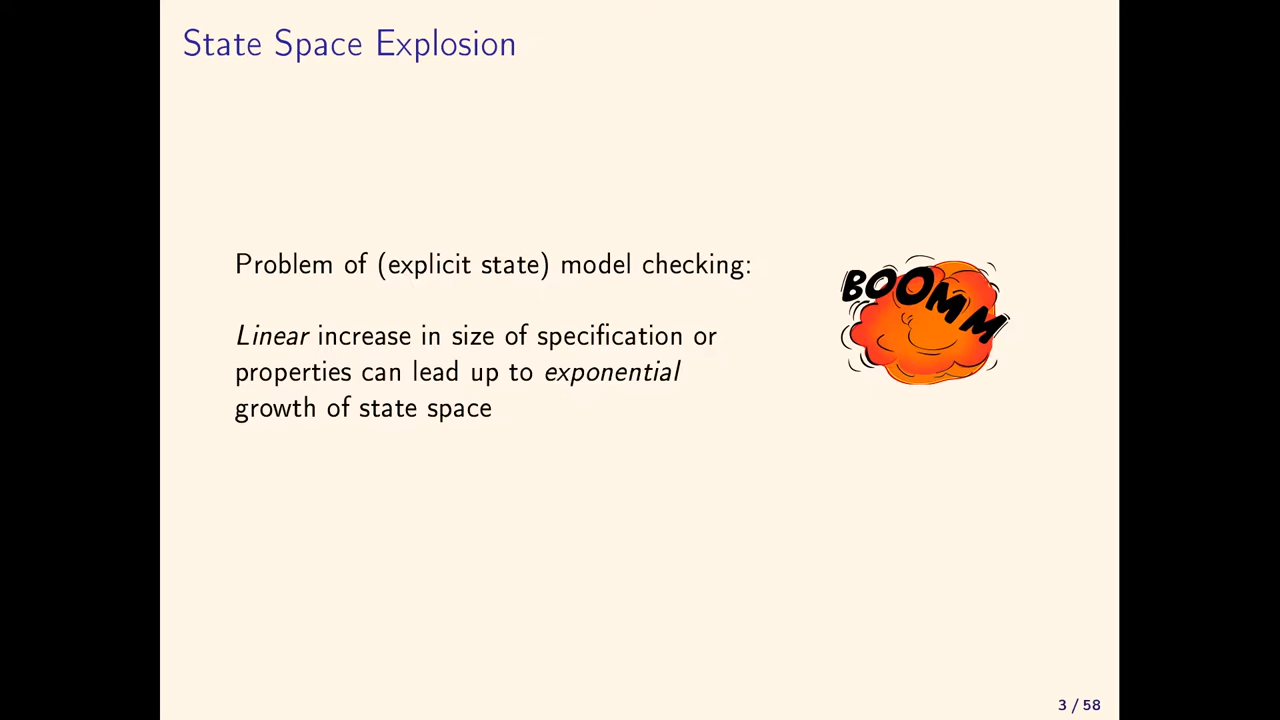 State Space Explosion
Problem of (explicit state) model checking:
BOOMM
Linear increase in size of specification or
properties can lead up to exponential
growth of state space
3 / 58